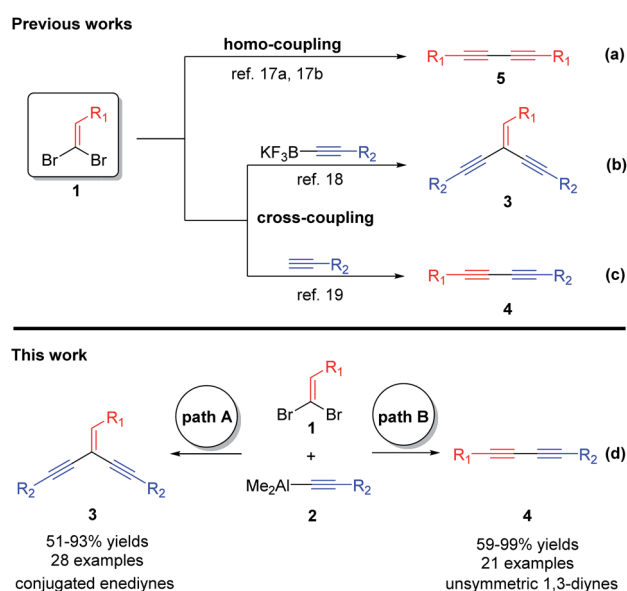 Previous works
homo-coupling
ref. 17a, 17b
R1 R1
5
(a)
R1
Br Br
1
KF3B R2
ref. 18
R1
R2 R2
3
(b)
cross-coupling
R2
ref. 19
R1 R2
4
(c)
This work
R1
R2 R2
3
51-93% yields
28 examples
conjugated enediynes
path A
R1
Br Br
1
+
Me2Al R2
2
path B
R1 R2
(d)
4
59-99% yields
21 examples
unsymmetric 1,3-diynes